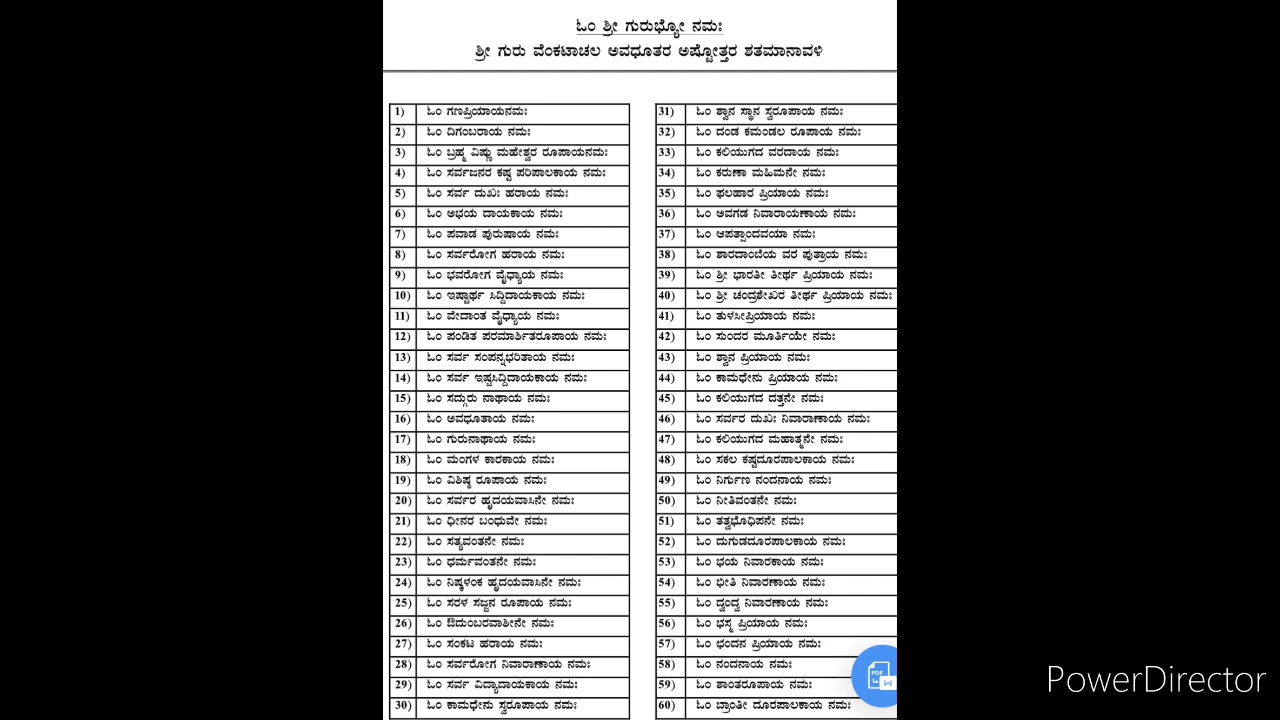 ಓಂ ಶ್ರೀ ಗುರುಭ್ಯೋ ನಮಃ
ಶ್ರೀ ಗುರು ವೆಂಕಟಾಚಲ ಅವಧೂತರ ಅಷ್ಟೋತ್ತರ ಶತಮಾನಾವಳಿ
1) ಓಂ ಗಣಪ್ರಿಯಾಯನಮಃ
2) ಓಂ ದಿಗಂಬರಾಯ ನಮಃ
3) ಓಂ ಬ್ರಹ್ಮ ವಿಷ್ಣು ಮಹೇಶ್ವರ ರೂಪಾಯನಮಃ
4) ಓಂ ಸರ್ವಜನರ ಕಷ್ಟ ಪರಿಪಾಲಕಾಯ ನಮಃ
5) ಓಂ ಸರ್ವ ದುಖಃ ಹರಾಯ ನಮಃ
6) ಓಂ ಅಭಯ ದಾಯಕಾಯ ನಮಃ
7) ಓಂ ಪವಾಡ ಪುರುಷಾಯ ನಮಃ
8) ಓಂ ಸರ್ವರೋಗ ಹರಾಯ ನಮಃ
9) ಓಂ ಭವರೋಗ ವೈಧ್ಯಾಯ ನಮಃ
10) ಓಂ ಇಷ್ಟಾರ್ಥ ಸಿದ್ದಿದಾಯಕಾಯ ನಮಃ
11) ಓಂ ವೇದಾಂತ ವೈಧ್ಯಾಯ ನಮಃ
12) ಓಂ ಪಂಡಿತ ಪರಮಾರ್ಶಿತರೂಪಾಯ ನಮಃ
13) ಓಂ ಸರ್ವ ಸಂಪನ್ನಭರಿತಾಯ ನಮಃ
14) ಓಂ ಸರ್ವ ಇಷ್ಟಸಿದ್ದಿದಾಯಕಾಯ ನಮಃ
15) ಓಂ ಸದ್ಗುರು ನಾಥಾಯ ನಮಃ
16) ಓಂ ಅವಧೂತಾಯ ನಮಃ
17) ಓಂ ಗುರುನಾಥಾಯ ನಮಃ
18) ಓಂ ಮಂಗಳ ಕಾರಕಾಯ ನಮಃ
19) ಓಂ ವಿಶಿಷ್ಠ ರೂಪಾಯ ನಮಃ
20) ಓಂ ಸರ್ವರ ಹೃದಯವಾಸಿನೇ ನಮಃ
21) ಓಂ ಧೀನರ ಬಂಧುವೇ ನಮಃ
22) ಓಂ ಸತ್ಯವಂತನೇ ನಮಃ
23) ಓಂ ಧರ್ಮವಂತನೇ ನಮಃ
24) ಓಂ ನಿಷ್ಕಳಂಕ ಹೃದಯವಾಸಿನೇ ನಮಃ
25) ಓಂ ಸರಳ ಸಜ್ಜನ ರೂಪಾಯ ನಮಃ
26) ಓಂ ಔದುಂಬರವಾಶೀನೇ ನಮಃ
27) ಓಂ ಸಂಕಟ ಹರಾಯ ನಮಃ
28) ಓಂ ಸರ್ವರೋಗ ನಿವಾರಾಣಾಯ ನಮಃ
29) ಓಂ ಸರ್ವ ವಿದ್ಯಾದಾಯಕಾಯ ನಮಃ
30) ಓಂ ಕಾಮಧೇನು ಸ್ವರೂಪಾಯ ನಮಃ
31) ಓಂ ಶ್ವಾನ ಸ್ಥಾನ ಸ್ವರೂಪಾಯ ನಮಃ
32) ಓಂ ದಂಡ ಕಮಂಡಲ ರೂಪಾಯ ನಮಃ
33) ಓಂ ಕಲಿಯುಗದ ವರದಾಯ ನಮಃ
34) ಓಂ ಕರುಣಾ ಮಹಿಮನೇ ನಮಃ
35) ಓಂ ಫಲಹಾರ ಪ್ರಿಯಾಯ ನಮಃ
36) ಓಂ ಅವಗಡ ನಿವಾರಾಯಣಾಯ ನಮಃ
37) ಓಂ ಆಪತ್ಬಾಂದವಯಾ ನಮಃ
38) ಓಂ ಶಾರದಾಂಬೆಯ ವರ ಪುತ್ರಾಯ ನಮಃ
39) ಓಂ ಶ್ರೀ ಭಾರತೀ ತೀರ್ಥ ಪ್ರಿಯಾಯ ನಮಃ
40) ಓಂ ಶ್ರೀ ಚಂದ್ರಶೇಖರ ತೀರ್ಥ ಪ್ರಿಯಾಯ ನಮಃ
41) ಓಂ ತುಳಸೀಪ್ರಿಯಾಯ ನಮಃ
42) ಓಂ ಸುಂದರ ಮೂರ್ತಿಯೇ ನಮಃ
43) ಓಂ ಶ್ವಾನ ಪ್ರಿಯಾಯ ನಮಃ
44) ಓಂ ಕಾಮಧೇನು ಪ್ರಿಯಾಯ ನಮಃ
45) ಓಂ ಕಲಿಯುಗದ ದತ್ತನೇ ನಮಃ
46) ಓಂ ಸರ್ವರ ದುಖಃ ನಿವಾರಾಣಾಯ ನಮಃ
47) ಓಂ ಕಲಿಯುಗದ ಮಹಾತ್ಮನೇ ನಮಃ
48) ಓಂ ಸಕಲ ಕಷ್ಟದೂರಪಾಲಕಾಯ ನಮಃ
49) ಓಂ ನಿರ್ಗುಣ ನಂದನಾಯ ನಮಃ
50) ಓಂ ನೀತಿವಂತನೇ ನಮಃ
51) ಓಂ ತತ್ವಭೊಧಿಪನೇ ನಮಃ
52) ಓಂ ದುಗುಡದೂರಪಾಲಕಾಯ ನಮಃ
53) ಓಂ ಭಯ ನಿವಾರಕಾಯ ನಮಃ
54) ಓಂ ಭೀತಿ ನಿವಾರಣಾಯ ನಮಃ
55) ಓಂ ದ್ವಂದ್ವ ನಿವಾರಣಾಯ ನಮಃ
56) ಓಂ ಭಸ್ಮ ಪ್ರಿಯಾಯ ನಮಃ
57) ಓಂ ಛಂದನ ಪ್ರಿಯಾಯ ನಮಃ
58) ಓಂ ನಂದನಾಯ ನಮಃ
59) ಓಂ ಶಾಂತರೂಪಾಯ ನಮಃ
60) ಓಂ ಬ್ರಾಂತೀ ದೂರಪಾಲಕಾಯ ನಮಃ
PDF
W
PowerDirector